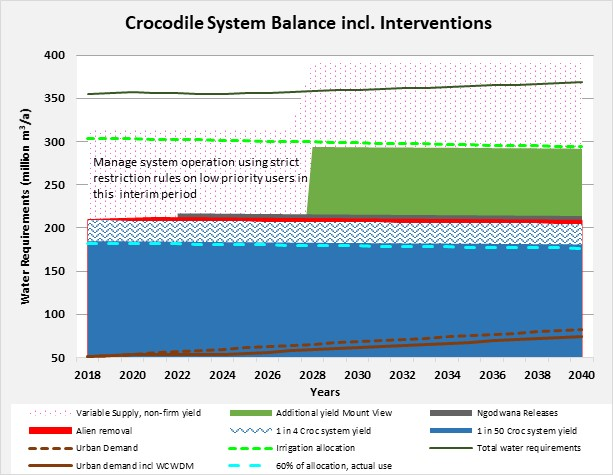 Crocodile System Balance incl. Interventions
Water Requirements (million m³/a)
400
350
300
250
200
150
100
50
Manage system operation using strict
restriction rules on low priority users in
this interim period
2018 2020 2022 2024 2026 2028 2030 2032 2034 2036 2038 2040
Years
Variable Supply, non-firm yield Additional yield Mount View Ngodwana Releases
Alien removal 1 in 4 Croc system yield 1 in 50 Croc system yield
Urban Demand Irrigation allocation Total water requirements
Urban demand incl WCWDM 60% of allocation, actual use